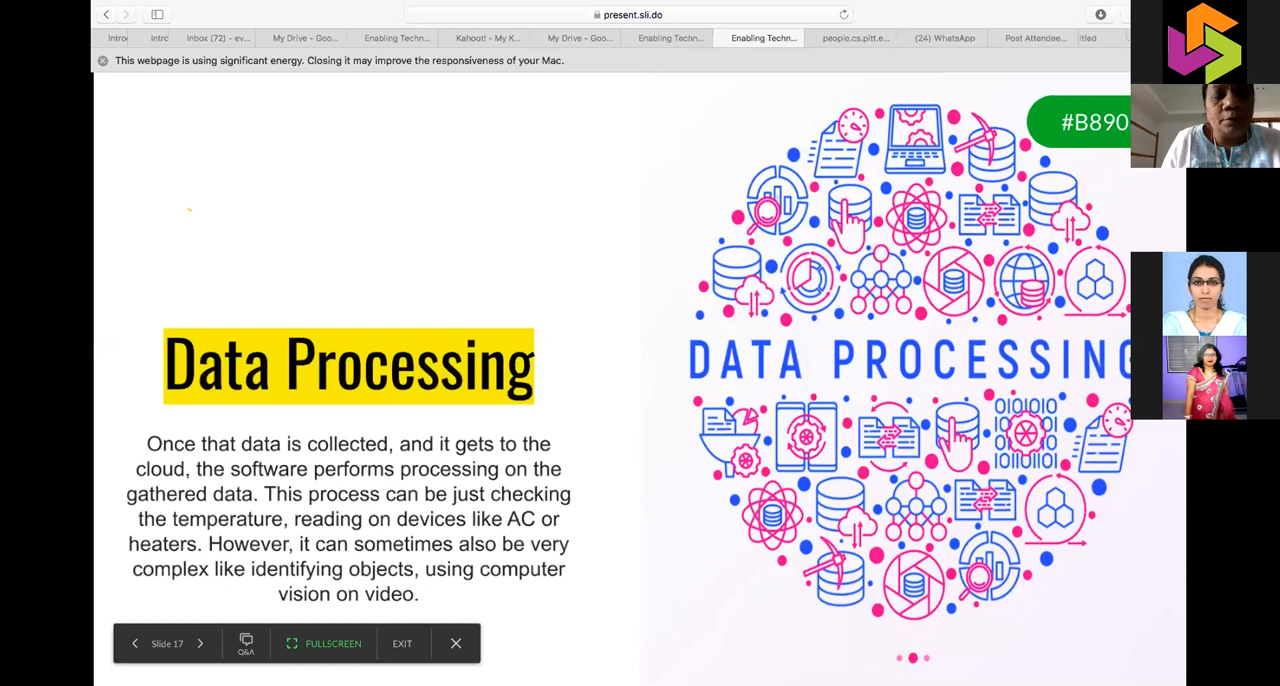 present.sli.do
Introd
Intro
Inbox (72) - ev...
My Drive - Goo...
Enabling Techn...
Kahoot! - My K...
My Drive - Goo...
Enabling Techn...
Enabling Techn...
people.cs.pitt.e...
(24) WhatsApp
Post Attendee...
itled
This webpage is using significant energy. Closing it may improve the responsiveness of your Mac.
#B890
Data Processing
Once that data is collected, and it gets to the
cloud, the software performs processing on the
gathered data. This process can be just checking
the temperature, reading on devices like AC or
heaters. However, it can sometimes also be very
complex like identifying objects, using computer
vision on video.
DATA PROCESSING
Slide 17
Q&A
FULLSCREEN
EXIT